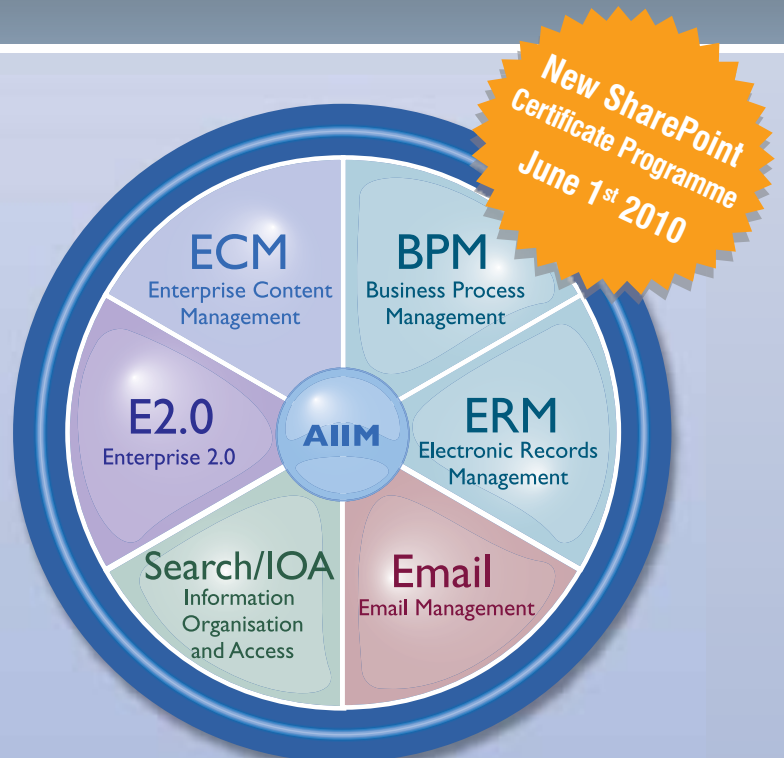 New SharePoint
Certificate Programme
June 1st 2010
ECM
Enterprise Content
Management
BPM
Business Process
Management
E2.0
Enterprise 2.0
AIIM
ERM
Electronic Records
Management
Search/IOA
Information
Organisation
and Access
Email
Email Management